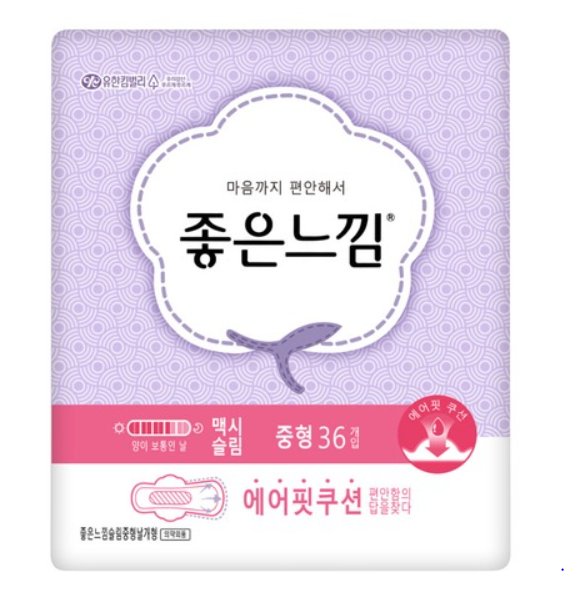 유한킴벌리
마음까지 편안해서
좋은느낌®
에어핏 쿠션
양이 보통인 날
맥시
슬림
중형 36개입
에어핏쿠션
편안함의
답을찾다
좋은느낌슬림중형날개형 의약외품